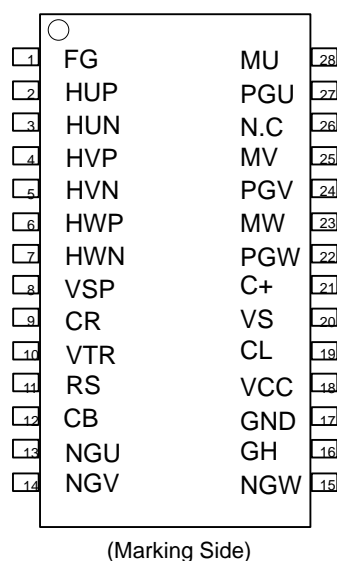 1 FG MU 28
2 HUP PGU 27
3 HUN N.C 26
4 HVP MV 25
5 HVN PGV 24
6 HWP MW 23
7 HWN PGW 22
8 VSP C+ 21
9 CR VS 20
10 VTR CL 19
11 RS VCC 18
12 CB GND 17
13 NGU GH 16
14 NGV NGW 15
(Marking Side)